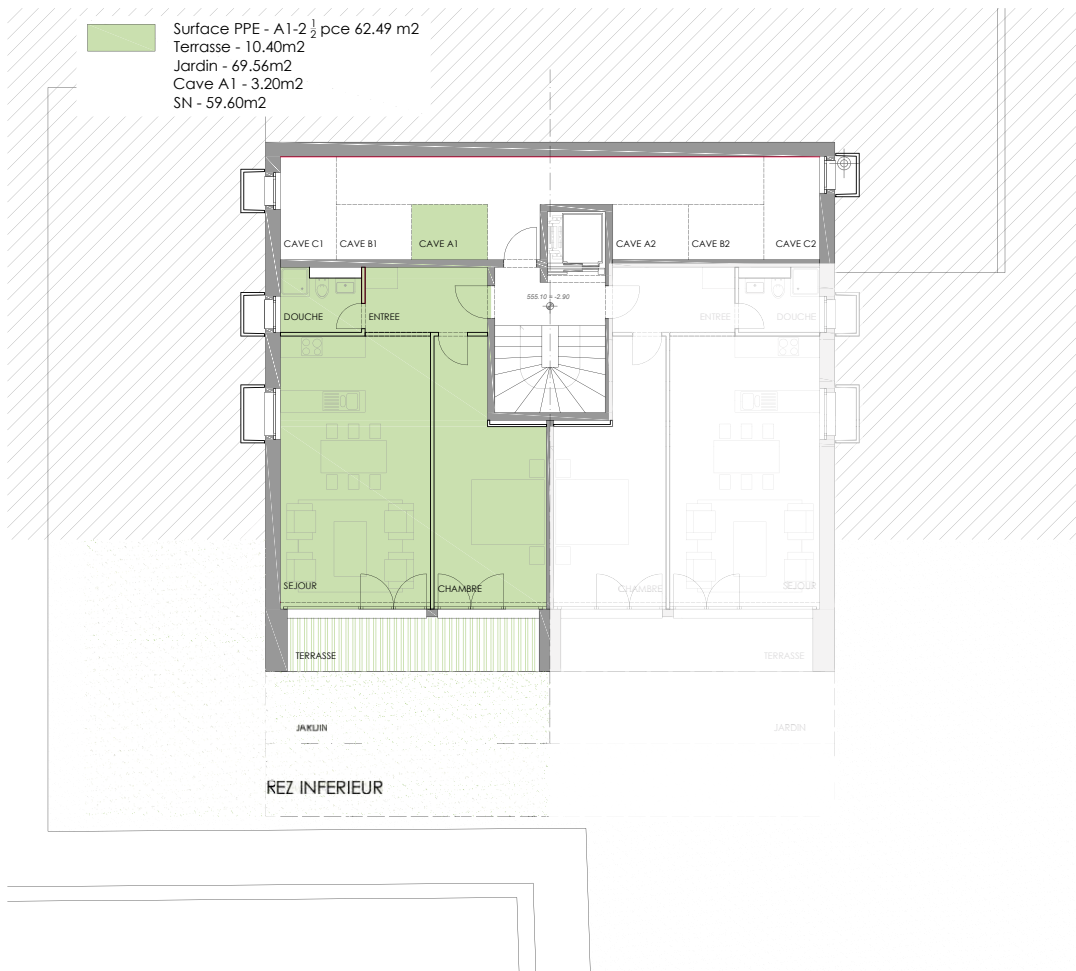 Surface PPE - A1-2 1/2 pce 62.49 m2
Terrasse - 10.40m2
Jardin - 69.56m2
Cave A1 - 3.20m2
SN - 59.60m2
CAVE C1 CAVE B1 CAVE A1 CAVE A2 CAVE B2 CAVE C2
555.10 = -2.90
DOUCHE ENTREE ENTREE DOUCHE
SEJOUR CHAMBRE CHAMBRE SEJOUR
TERRASSE TERRASSE
JARDIN JARDIN
REZ INFERIEUR